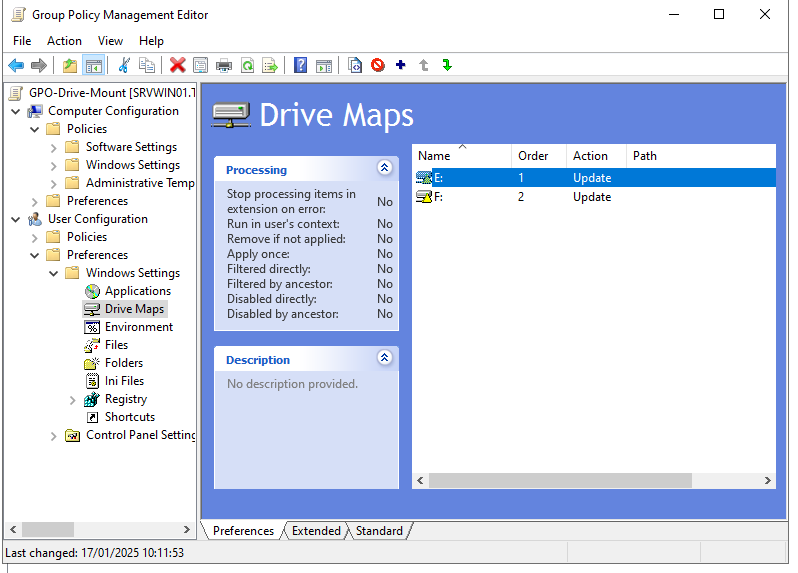 Group Policy Management Editor
File Action View Help
GPO-Drive-Mount [SRVWIN01.T
Computer Configuration
Policies
Software Settings
Windows Settings
Administrative Temp
Preferences
User Configuration
Policies
Preferences
Windows Settings
Applications
Drive Maps
Environment
Files
Folders
Ini Files
Registry
Shortcuts
Control Panel Setting
Drive Maps
Processing
Stop processing items in
extension on error: No
Run in user's context: No
Remove if not applied: No
Apply once: No
Filtered directly: No
Filtered by ancestor: No
Disabled directly: No
Disabled by ancestor: No
Description
No description provided.
Name Order Action Path
E: 1 Update
F: 2 Update
Preferences Extended Standard
Last changed: 17/01/2025 10:11:53